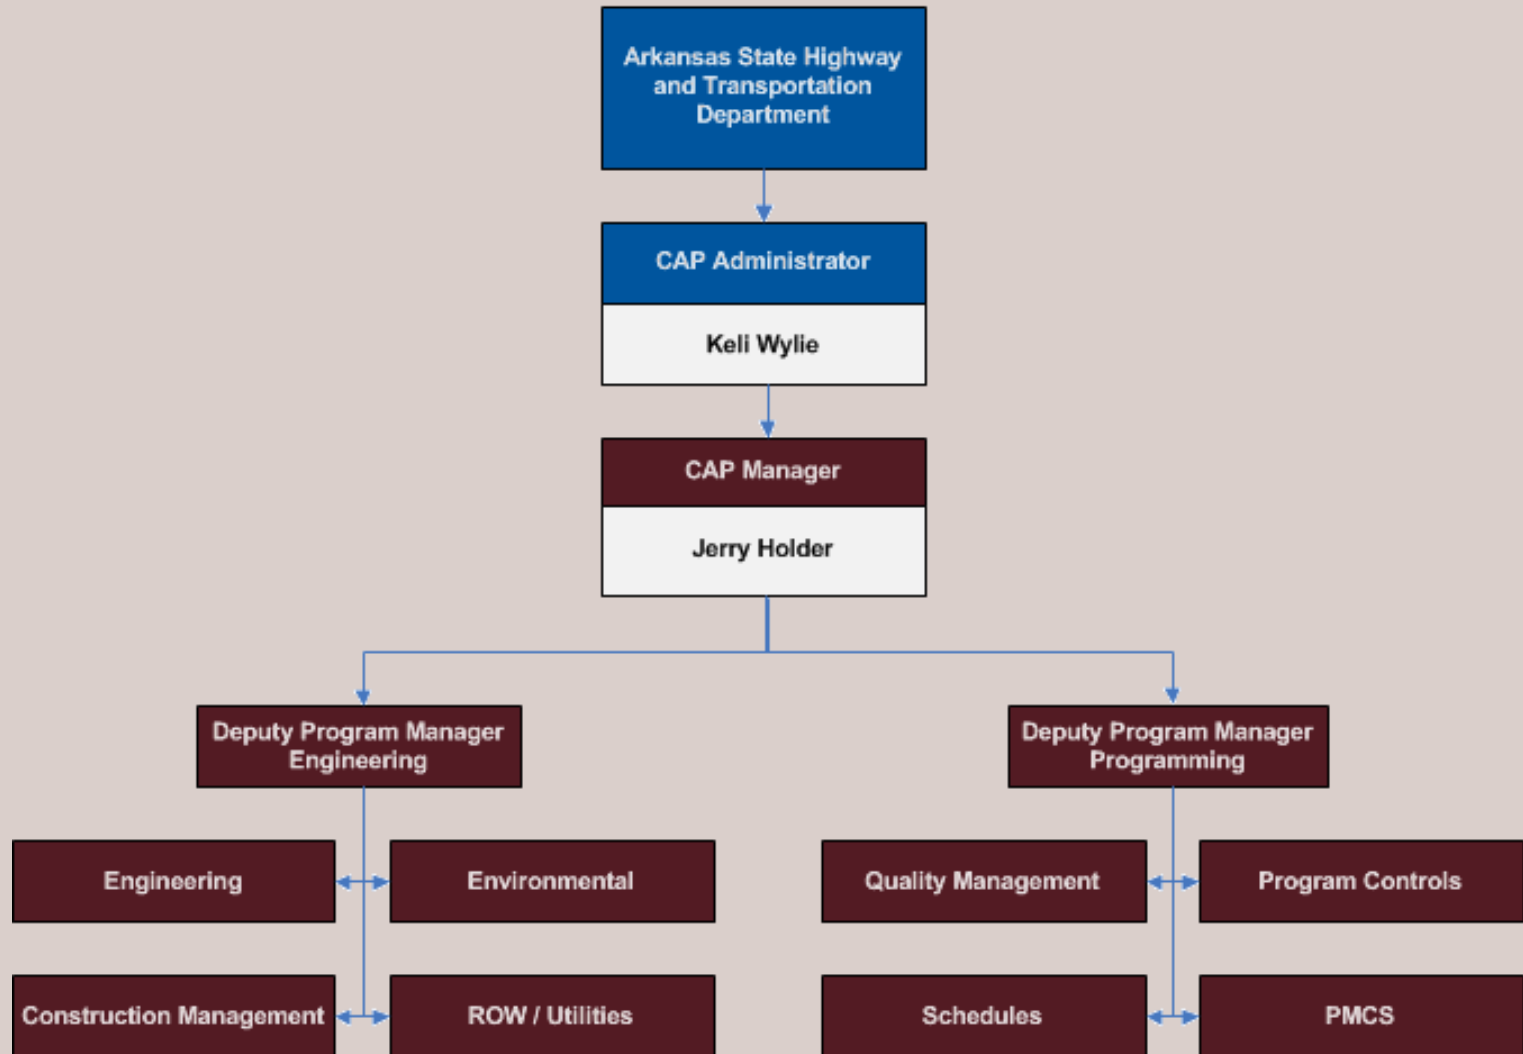 Arkansas State Highway
and Transportation
Department
CAP Administrator
Keli Wylie
CAP Manager
Jerry Holder
Deputy Program Manager
Engineering
Deputy Program Manager
Programming
Engineering
Environmental
Quality Management
Program Controls
Construction Management
ROW / Utilities
Schedules
PMCS